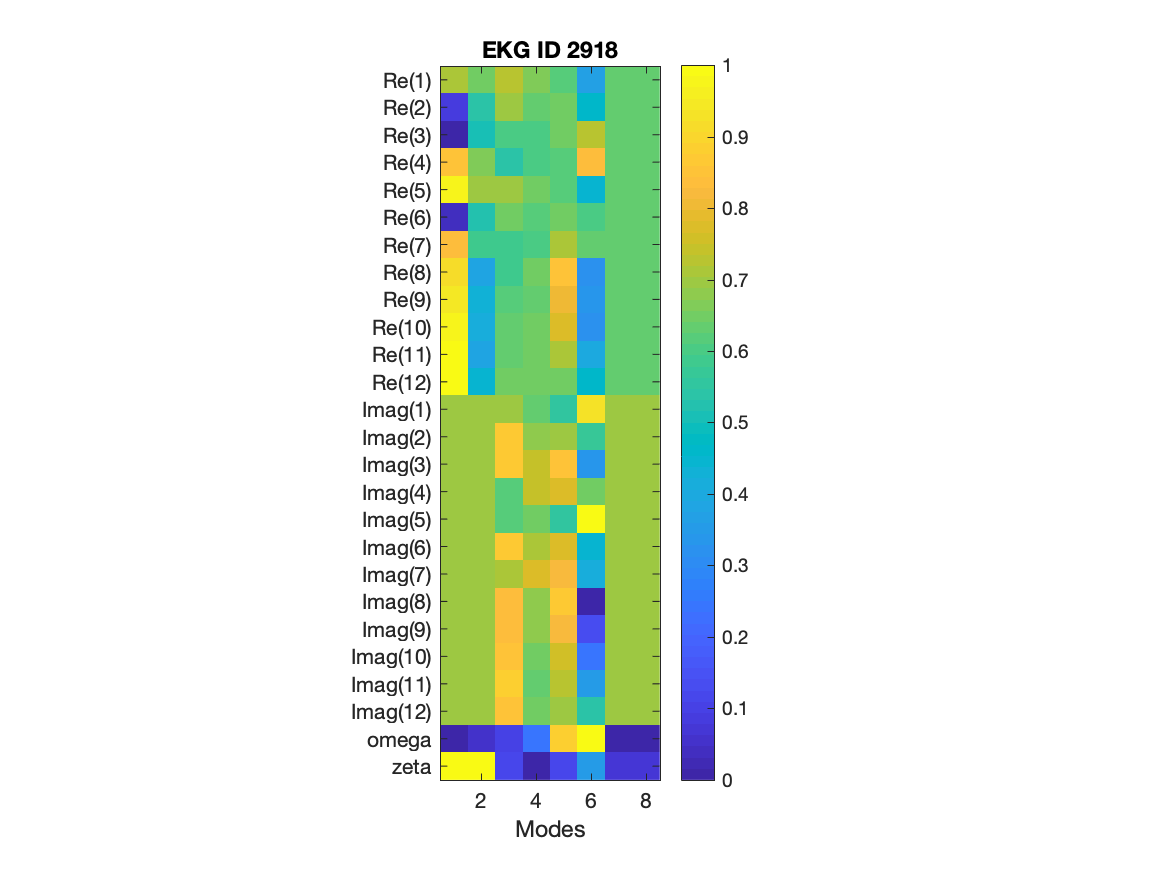 EKG ID 2918
Re(1)
Re(2)
Re(3)
Re(4)
Re(5)
Re(6)
Re(7)
Re(8)
Re(9)
Re(10)
Re(11)
Re(12)
Imag(1)
Imag(2)
Imag(3)
Imag(4)
Imag(5)
Imag(6)
Imag(7)
Imag(8)
Imag(9)
Imag(10)
Imag(11)
Imag(12)
omega
zeta
2 4 6 8
Modes
1
0.9
0.8
0.7
0.6
0.5
0.4
0.3
0.2
0.1
0